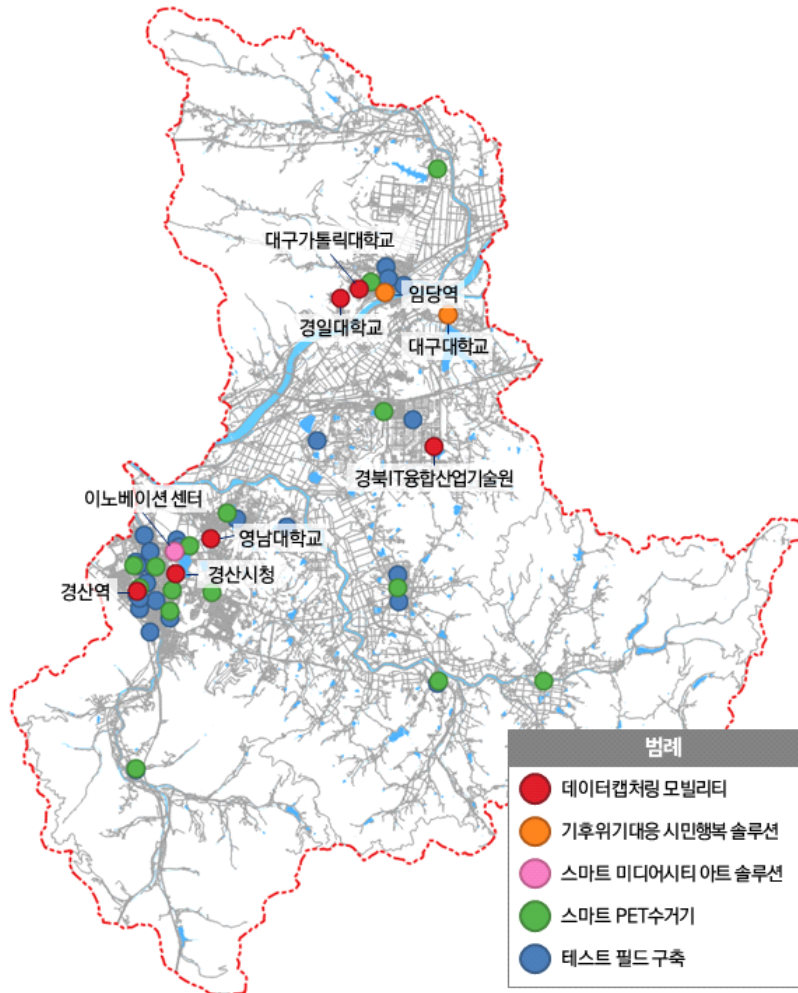 대구가톨릭대학교
임당역
경일대학교
대구대학교
경북IT융합산업기술원
이노베이션 센터
영남대학교
경산시청
경산역
범례
데이터캡처링 모빌리티
기후위기대응 시민행복 솔루션
스마트 미디어시티 아트 솔루션
스마트 PET수거기
테스트 필드 구축